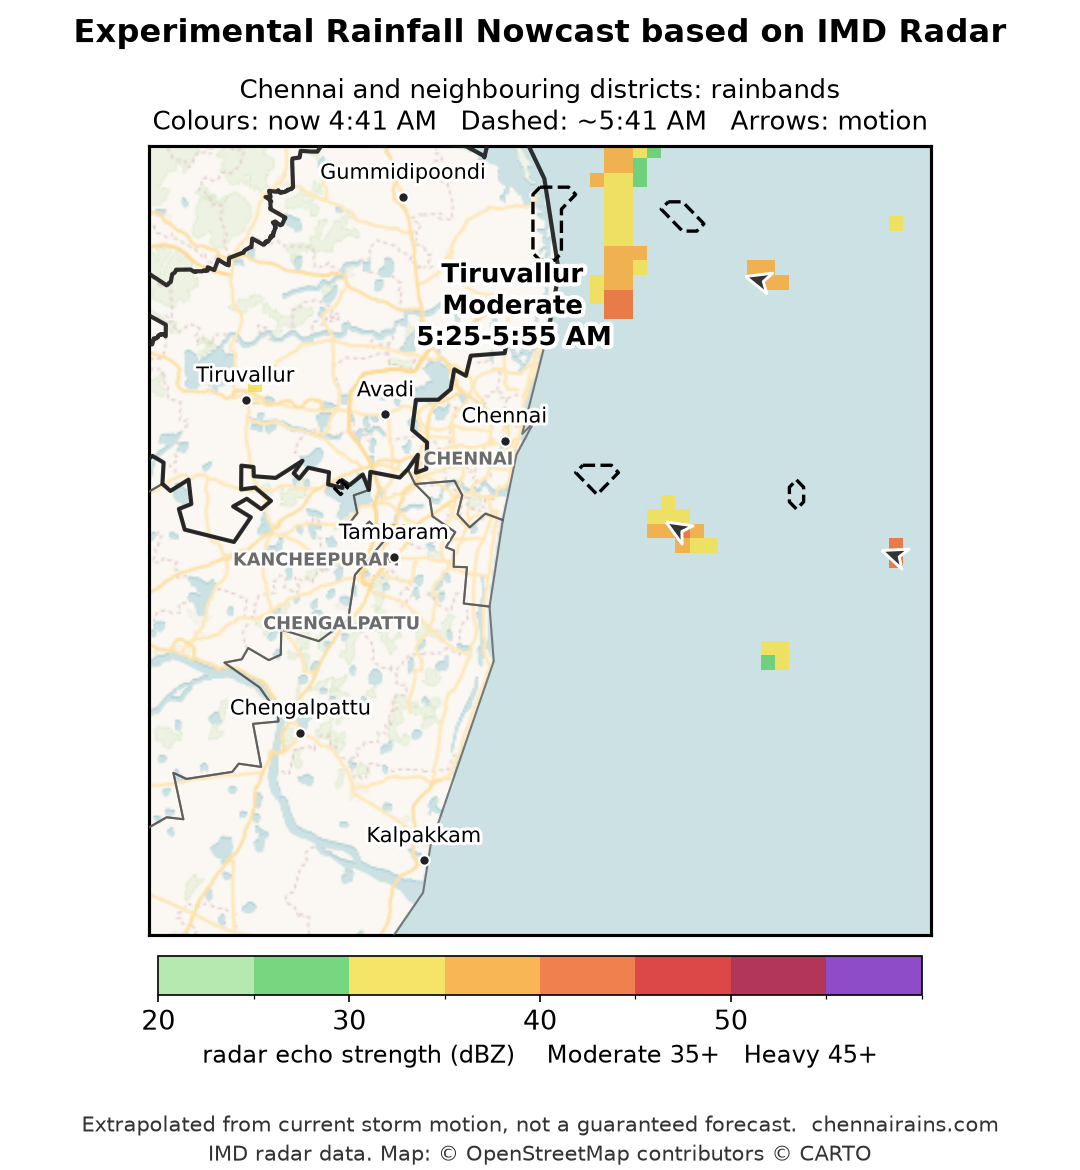 Experimental Rainfall Nowcast based on IMD Radar
Chennai and neighbouring districts: rainbands
Colours: now 4:41 AM   Dashed: ~5:41 AM   Arrows: motion
Gummidipoondi
Tiruvallur
Moderate
5:25-5:55 AM
Tiruvallur
Avadi
Chennai
CHENNAI
Tambaram
KANCHEEPURAM
CHENGALPATTU
Chengalpattu
Kalpakkam
20 30 40 50
radar echo strength (dBZ)    Moderate 35+   Heavy 45+
Extrapolated from current storm motion, not a guaranteed forecast.  chennairains.com
IMD radar data. Map: © OpenStreetMap contributors © CARTO